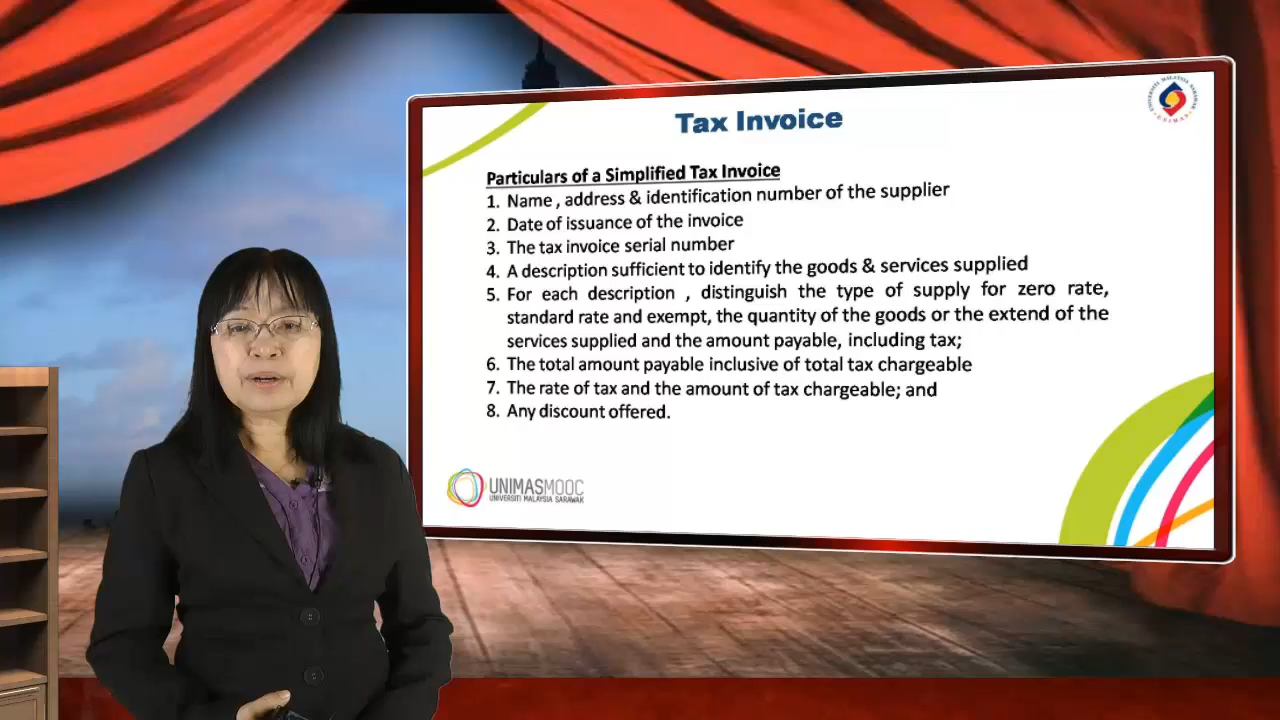 Tax Invoice
Particulars of a Simplified Tax Invoice
1. Name , address & identification number of the supplier
2. Date of issuance of the invoice
3. The tax invoice serial number
4. A description sufficient to identify the goods & services supplied
5. For each description , distinguish the type of supply for zero rate,
standard rate and exempt, the quantity of the goods or the extend of the
services supplied and the amount payable, including tax;
6. The total amount payable inclusive of total tax chargeable
7. The rate of tax and the amount of tax chargeable; and
8. Any discount offered.
UNIMASMOOC
UNIVERSITI MALAYSIA SARAWAK
UNIVERSITI MALAYSIA SARAWAK
UNIMAS